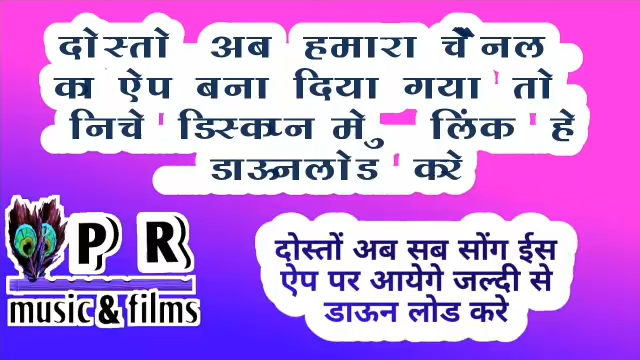 दोस्तो अब हमारा चैनल
का ऐप बना दिया गया तो
निचे डिस्कप्न मे लिंक हे
डाऊनलोड करे
P R
music & films
दोस्तों अब सब सोंग ईस
ऐप पर आयेगे जल्दी से
डाऊन लोड करे